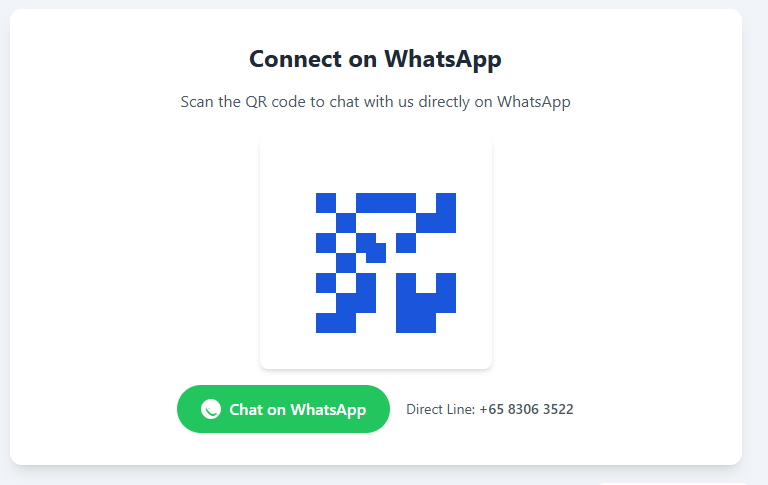 Connect on WhatsApp
Scan the QR code to chat with us directly on WhatsApp
Chat on WhatsApp
Direct Line: +65 8306 3522